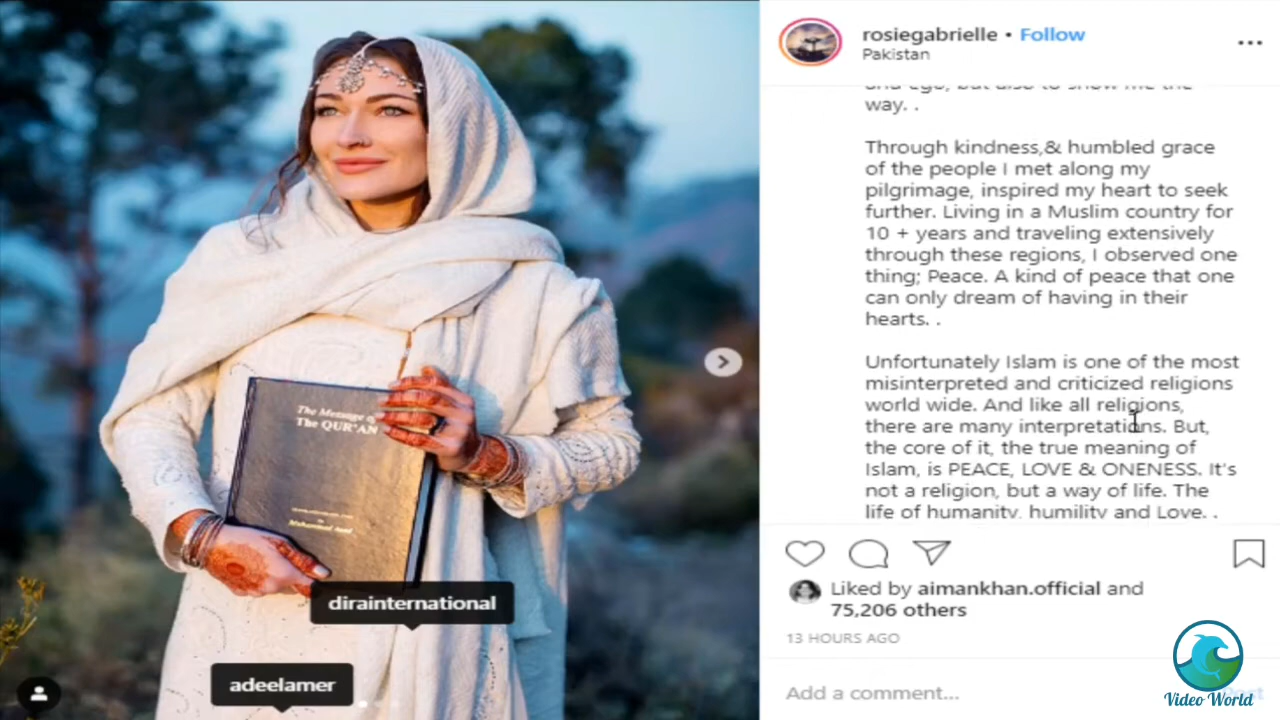 rosiegabrielle • Follow
Pakistan
way. .
Through kindness,& humbled grace
of the people I met along my
pilgrimage, inspired my heart to seek
further. Living in a Muslim country for
10 + years and traveling extensively
through these regions, I observed one
thing; Peace. A kind of peace that one
can only dream of having in their
hearts. .
Unfortunately Islam is one of the most
misinterpreted and criticized religions
world wide. And like all religions,
there are many interpretations. But,
the core of it, the true meaning of
Islam, is PEACE, LOVE & ONENESS. It's
not a religion, but a way of life. The
life of humanity, humility and Love. .
Liked by aimankhan.official and
75,206 others
13 HOURS AGO
Add a comment...
Post
Video World
The Message
The QUR'AN
Muhammad Asad
dirainternational
adeelamer